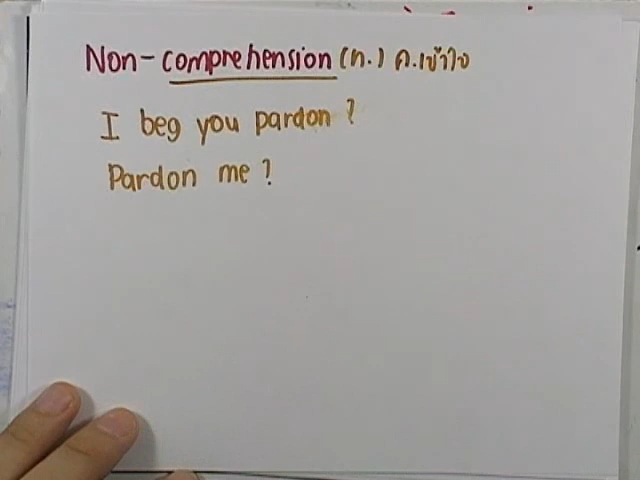 Non-comprehension (n.) ค.เข้าใจ
I beg you pardon?
Pardon me?